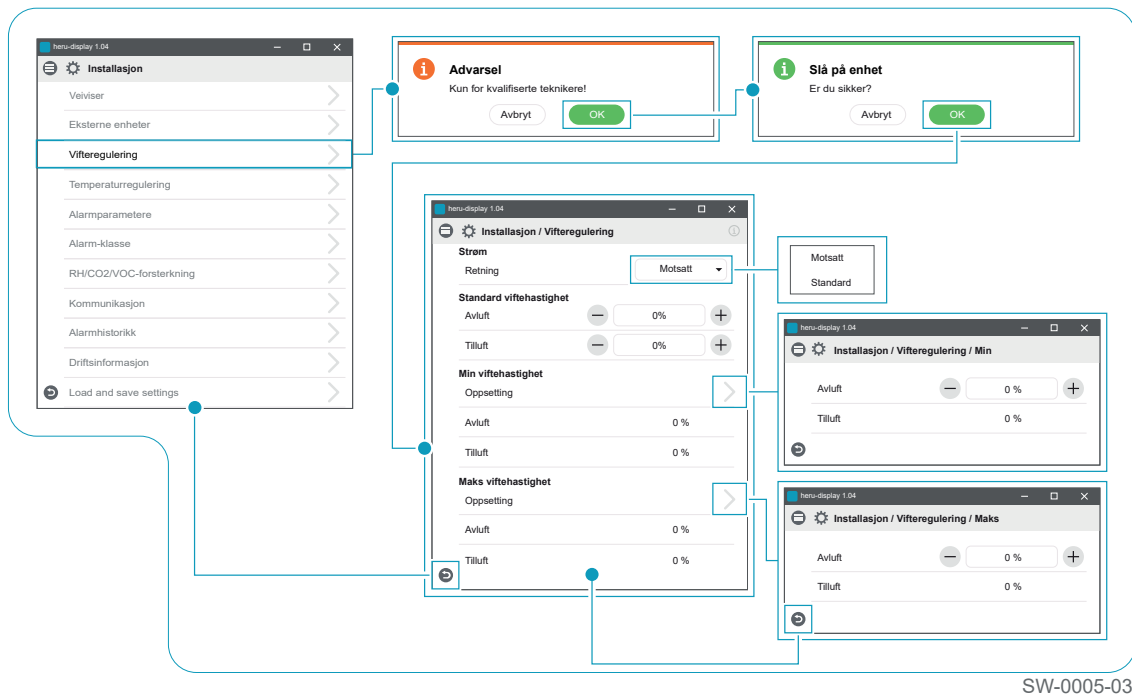 heru-display 1.04
Installasjon
Veiviser
Eksterne enheter
Vifteregulering
Temperaturregulering
Alarmparametere
Alarm-klasse
RH/CO2/VOC-forsterkning
Kommunikasjon
Alarmhistorikk
Driftsinformasjon
Load and save settings
Advarsel
Kun for kvalifiserte teknikere!
Avbryt OK
Slå på enhet
Er du sikker?
Avbryt OK
heru-display 1.04
Installasjon / Vifteregulering
Strøm
Retning Motsatt
Standard viftehastighet
Avluft 0%
Tilluft 0%
Min viftehastighet
Oppsetting
Avluft 0 %
Tilluft 0 %
Maks viftehastighet
Oppsetting
Avluft 0 %
Tilluft 0 %
Motsatt
Standard
heru-display 1.04
Installasjon / Vifteregulering / Min
Avluft 0 %
Tilluft 0 %
heru-display 1.04
Installasjon / Vifteregulering / Maks
Avluft 0 %
Tilluft 0 %
SW-0005-03